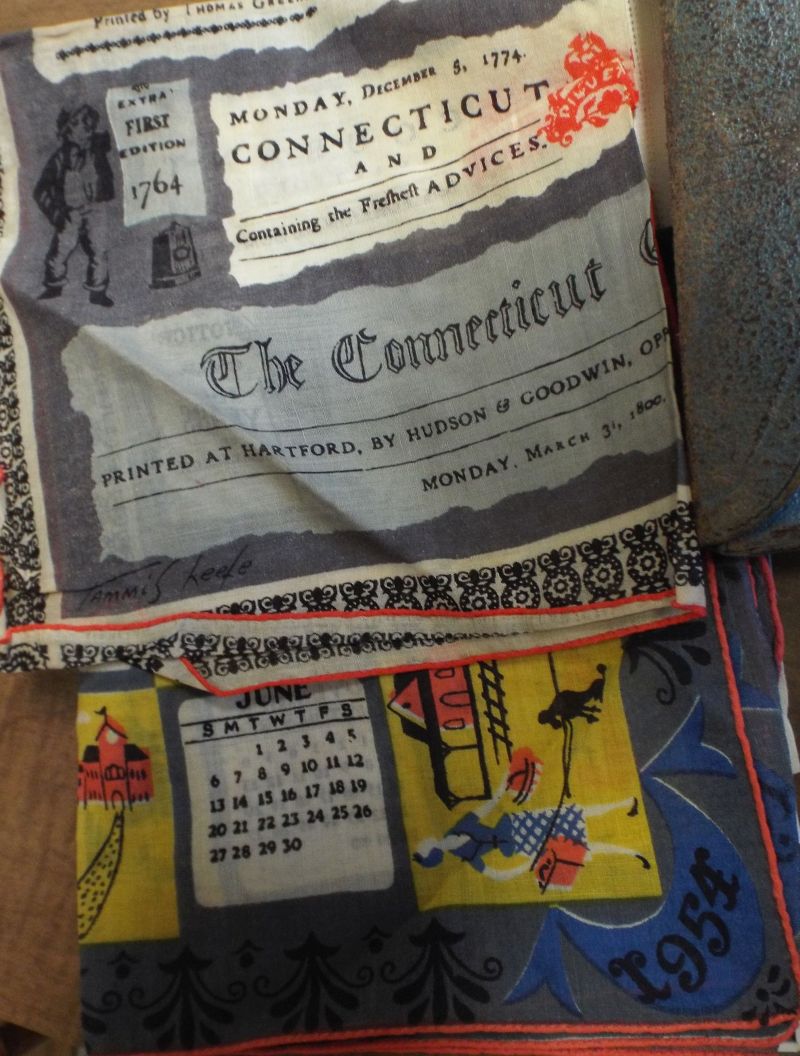 Printed by THOMAS GREE
EXTRA
FIRST
EDITION
1764
MONDAY, DECEMBER 5, 1774.
CONNECTICUT
AND
Containing the Freſheſt ADVICES.
The Connecticut
PRINTED AT HARTFORD, BY HUDSON & GOODWIN, OPP
MONDAY, MARCH 31, 1800.
TAMMIS Keefe
JUNE
S M T W T F S
1 2 3 4 5
6 7 8 9 10 11 12
13 14 15 16 17 18 19
20 21 22 23 24 25 26
27 28 29 30
1954